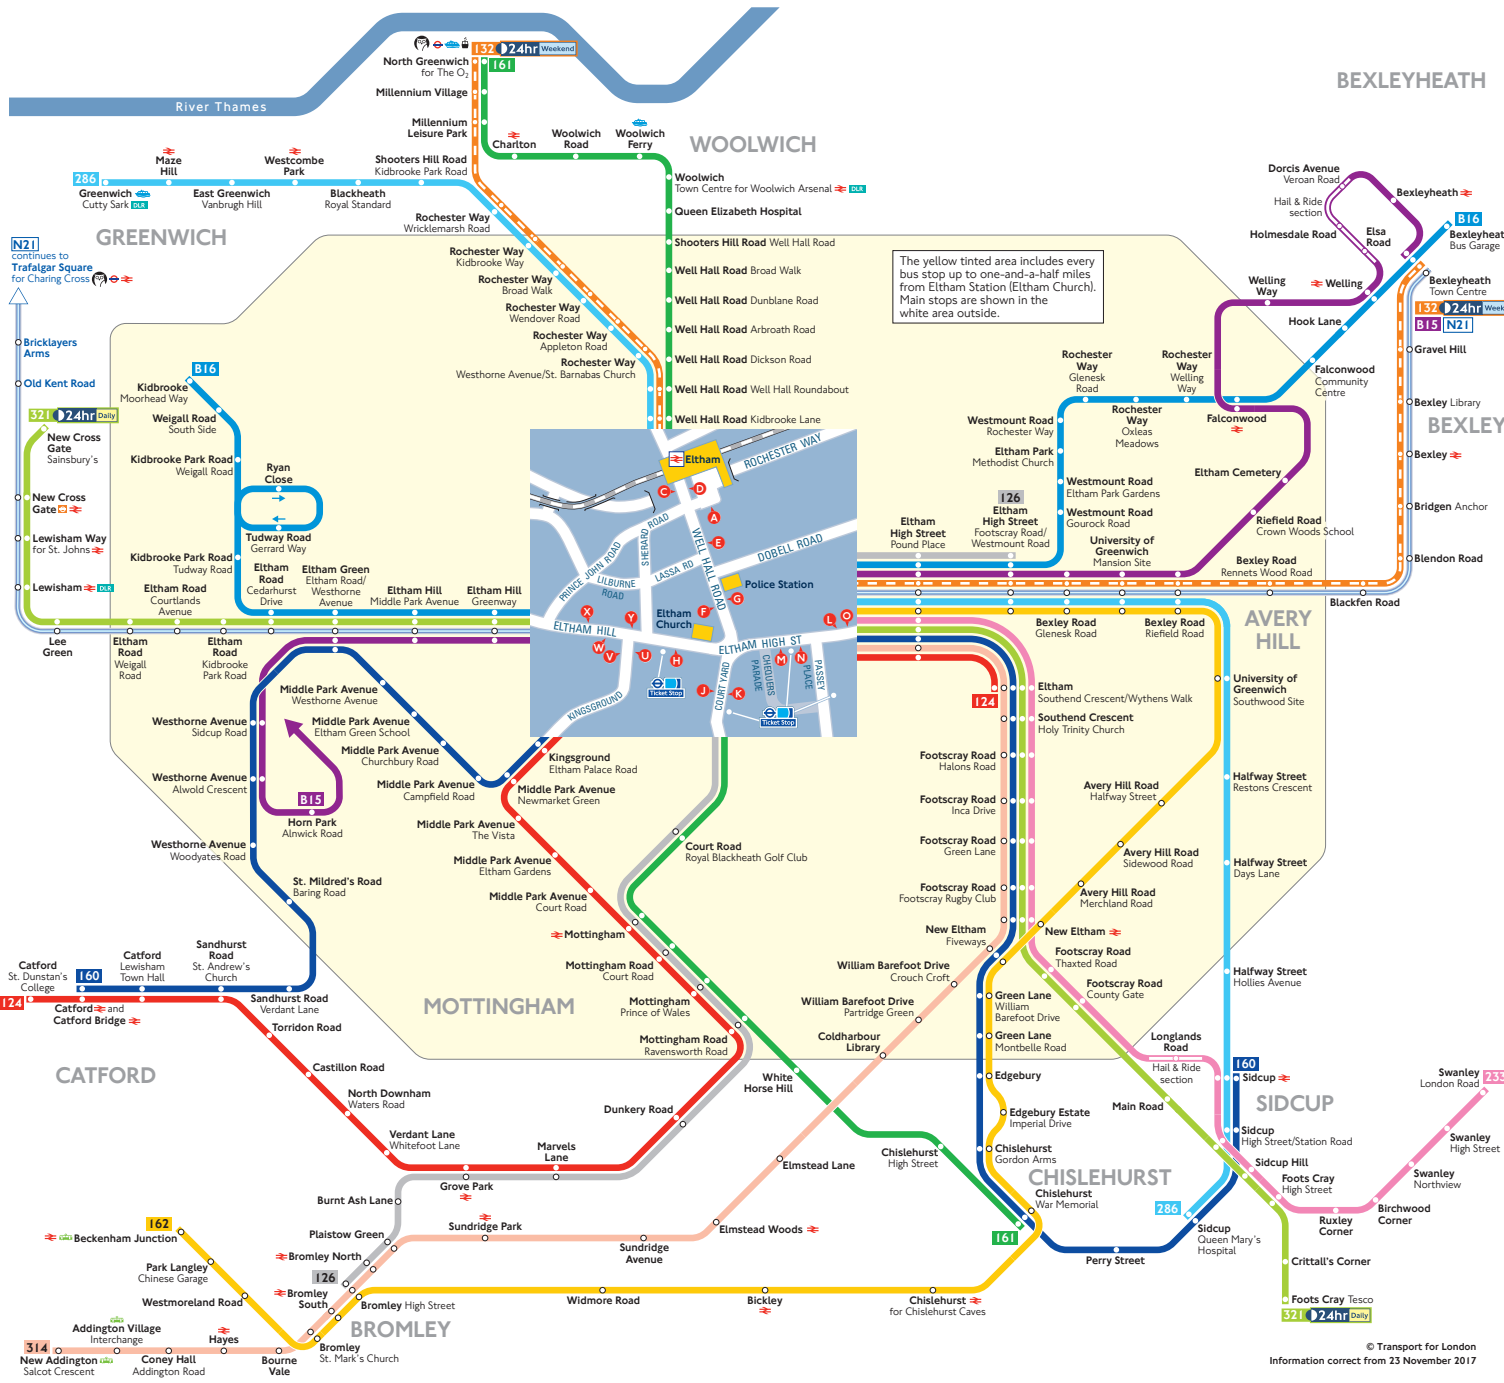 132 24hr Weekend
North Greenwich
for The O2
161
Millennium Village
Millennium
Leisure Park
River Thames
BEXLEYHEATH
WOOLWICH
Charlton
Woolwich
Road
Woolwich
Ferry
Maze
Hill
Westcombe
Park
Shooters Hill Road
Kidbrooke Park Road
286
Greenwich
Cutty Sark DLR
East Greenwich
Vanbrugh Hill
Blackheath
Royal Standard
Woolwich
Town Centre for Woolwich Arsenal DLR
Queen Elizabeth Hospital
Shooters Hill Road Well Hall Road
Well Hall Road Broad Walk
Well Hall Road Dunblane Road
Well Hall Road Arbroath Road
Well Hall Road Dickson Road
Well Hall Road Well Hall Roundabout
Well Hall Road Kidbrooke Lane
Rochester Way
Wricklemarsh Road
Rochester Way
Kidbrooke Way
Rochester Way
Broad Walk
Rochester Way
Wendover Road
Rochester Way
Appleton Road
Rochester Way
Westhorne Avenue/St. Barnabas Church
GREENWICH
N21
continues to
Trafalgar Square
for Charing Cross
Bricklayers
Arms
Old Kent Road
321 24hr Daily
New Cross
Gate
Sainsbury's
New Cross
Gate
Lewisham Way
for St. Johns
Lewisham DLR
Lee
Green
The yellow tinted area includes every
bus stop up to one-and-a-half miles
from Eltham Station (Eltham Church).
Main stops are shown in the
white area outside.
Dorcis Avenue
Veroan Road
Bexleyheath
Hail & Ride
section
Holmesdale Road
Elsa
Road
B16
Bexleyheath
Bus Garage
Welling
Way
Welling
Bexleyheath
Town Centre
132 24hr
B15 N21
Hook Lane
Gravel Hill
Falconwood
Community
Centre
Bexley Library
BEXLEY
Bexley
Bridgen Anchor
Blendon Road
Blackfen Road
Rochester
Way
Glenesk
Road
Rochester
Way
Oxleas
Meadows
Rochester
Way
Welling
Way
Falconwood
Westmount Road
Rochester Way
Eltham Park
Methodist Church
Westmount Road
Eltham Park Gardens
Westmount Road
Gourock Road
Eltham Cemetery
Riefield Road
Crown Woods School
126
Eltham
High Street
Footscray Road/
Westmount Road
Eltham
High Street
Pound Place
University of
Greenwich
Mansion Site
Bexley Road
Rennets Wood Road
Bexley Road
Glenesk Road
Bexley Road
Riefield Road
AVERY
HILL
B16
Kidbrooke
Moorhead Way
Weigall Road
South Side
Kidbrooke Park Road
Weigall Road
Ryan
Close
Tudway Road
Gerrard Way
Kidbrooke Park Road
Tudway Road
Eltham Road
Courtlands
Avenue
Eltham
Road
Cedarhurst
Drive
Eltham Green
Eltham Road/
Westhorne
Avenue
Eltham Hill
Middle Park Avenue
Eltham Hill
Greenway
Eltham
Road
Weigall
Road
Eltham
Road
Kidbrooke
Park Road
Eltham
ROCHESTER WAY
C
D
A
E
SHERARD ROAD
WELL HALL ROAD
DOBELL ROAD
PRINCE JOHN ROAD
LILBURNE
ROAD
LASSA RD
Police Station
G
F
X
Y
Eltham
Church
L
O
ELTHAM HILL
ELTHAM HIGH ST
W
V
U
H
M
N
J
K
Ticket Stop
Ticket Stop
KINGSGROUND
COURT YARD
CHEQUERS
PARADE
PASSEY
PLACE
Middle Park Avenue
Westhorne Avenue
Middle Park Avenue
Eltham Green School
Middle Park Avenue
Churchbury Road
Middle Park Avenue
Campfield Road
Westhorne Avenue
Sidcup Road
Westhorne Avenue
Alwold Crescent
B15
Horn Park
Alnwick Road
Westhorne Avenue
Woodyates Road
St. Mildred's Road
Baring Road
Kingsground
Eltham Palace Road
Middle Park Avenue
Newmarket Green
Middle Park Avenue
The Vista
Middle Park Avenue
Eltham Gardens
Middle Park Avenue
Court Road
Mottingham
Mottingham Road
Court Road
Mottingham
Prince of Wales
Mottingham Road
Ravensworth Road
Court Road
Royal Blackheath Golf Club
MOTTINGHAM
124
Eltham
Southend Crescent/Wythens Walk
Southend Crescent
Holy Trinity Church
Footscray Road
Halons Road
Footscray Road
Inca Drive
Footscray Road
Green Lane
Footscray Road
Footscray Rugby Club
New Eltham
Fiveways
New Eltham
University of
Greenwich
Southwood Site
Avery Hill Road
Halfway Street
Avery Hill Road
Sidewood Road
Avery Hill Road
Merchland Road
Halfway Street
Restons Crescent
Halfway Street
Days Lane
Halfway Street
Hollies Avenue
Footscray Road
Thaxted Road
Footscray Road
County Gate
William Barefoot Drive
Crouch Croft
William Barefoot Drive
Partridge Green
Coldharbour
Library
Green Lane
William
Barefoot Drive
Green Lane
Montbelle Road
Edgebury
Edgebury Estate
Imperial Drive
Chislehurst
Gordon Arms
CHISLEHURST
Chislehurst
War Memorial
Longlands
Road
Hail & Ride
section
Main Road
160
Sidcup
SIDCUP
Sidcup
High Street/Station Road
Sidcup Hill
Foots Cray
High Street
Swanley
London Road
233
Swanley
High Street
Swanley
Northview
Birchwood
Corner
Ruxley
Corner
286
Sidcup
Queen Mary's
Hospital
Perry Street
Crittall's Corner
Foots Cray Tesco
321 24hr Daily
Catford
St. Dunstan's
College
160
Catford
Lewisham
Town Hall
Sandhurst
Road
St. Andrew's
Church
124
Catford and
Catford Bridge
Sandhurst Road
Verdant Lane
Torridon Road
CATFORD
Castillon Road
North Downham
Waters Road
Verdant Lane
Whitefoot Lane
Grove Park
Marvels
Lane
Dunkery Road
White
Horse Hill
Chislehurst
High Street
161
Elmstead Lane
Elmstead Woods
Burnt Ash Lane
Plaistow Green
Sundridge Park
Sundridge
Avenue
Bromley North
126
Bromley
South
Bromley High Street
Widmore Road
Bickley
Chislehurst
for Chislehurst Caves
162
Beckenham Junction
Park Langley
Chinese Garage
Westmoreland Road
BROMLEY
Bromley
St. Mark's Church
Addington Village
Interchange
Hayes
314
New Addington
Salcot Crescent
Coney Hall
Addington Road
Bourne
Vale
© Transport for London
Information correct from 23 November 2017